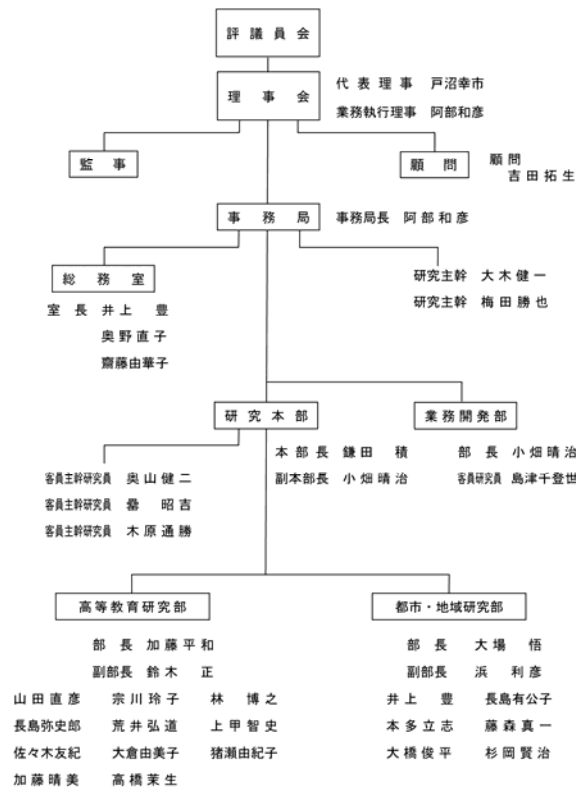 評議員会
理事会
代表理事 戸沼幸市
業務執行理事 阿部和彦
監事
顧問
顧問
吉田拓生
事務局
事務局長 阿部和彦
総務室
室長 井上 豊
奥野直子
齋藤由華子
研究主幹 大木健一
研究主幹 梅田勝也
研究本部
業務開発部
本部長 鎌田 積
副本部長 小畑晴治
部長 小畑晴治
客員研究員 島津千登世
客員主幹研究員 奥山健二
客員主幹研究員 昭吉
客員主幹研究員 木原通勝
高等教育研究部
都市・地域研究部
部長 加藤平和
副部長 鈴木 正
山田直彦 宗川玲子 林 博之
長島弥史郎 荒井弘道 上甲智史
佐々木友紀 大倉由美子 猪瀬由紀子
加藤晴美 高橋茉生
部長 大場 悟
副部長 浜 利彦
井上 豊 長島有公子
本多立志 藤森真一
大橋俊平 杉岡賢治